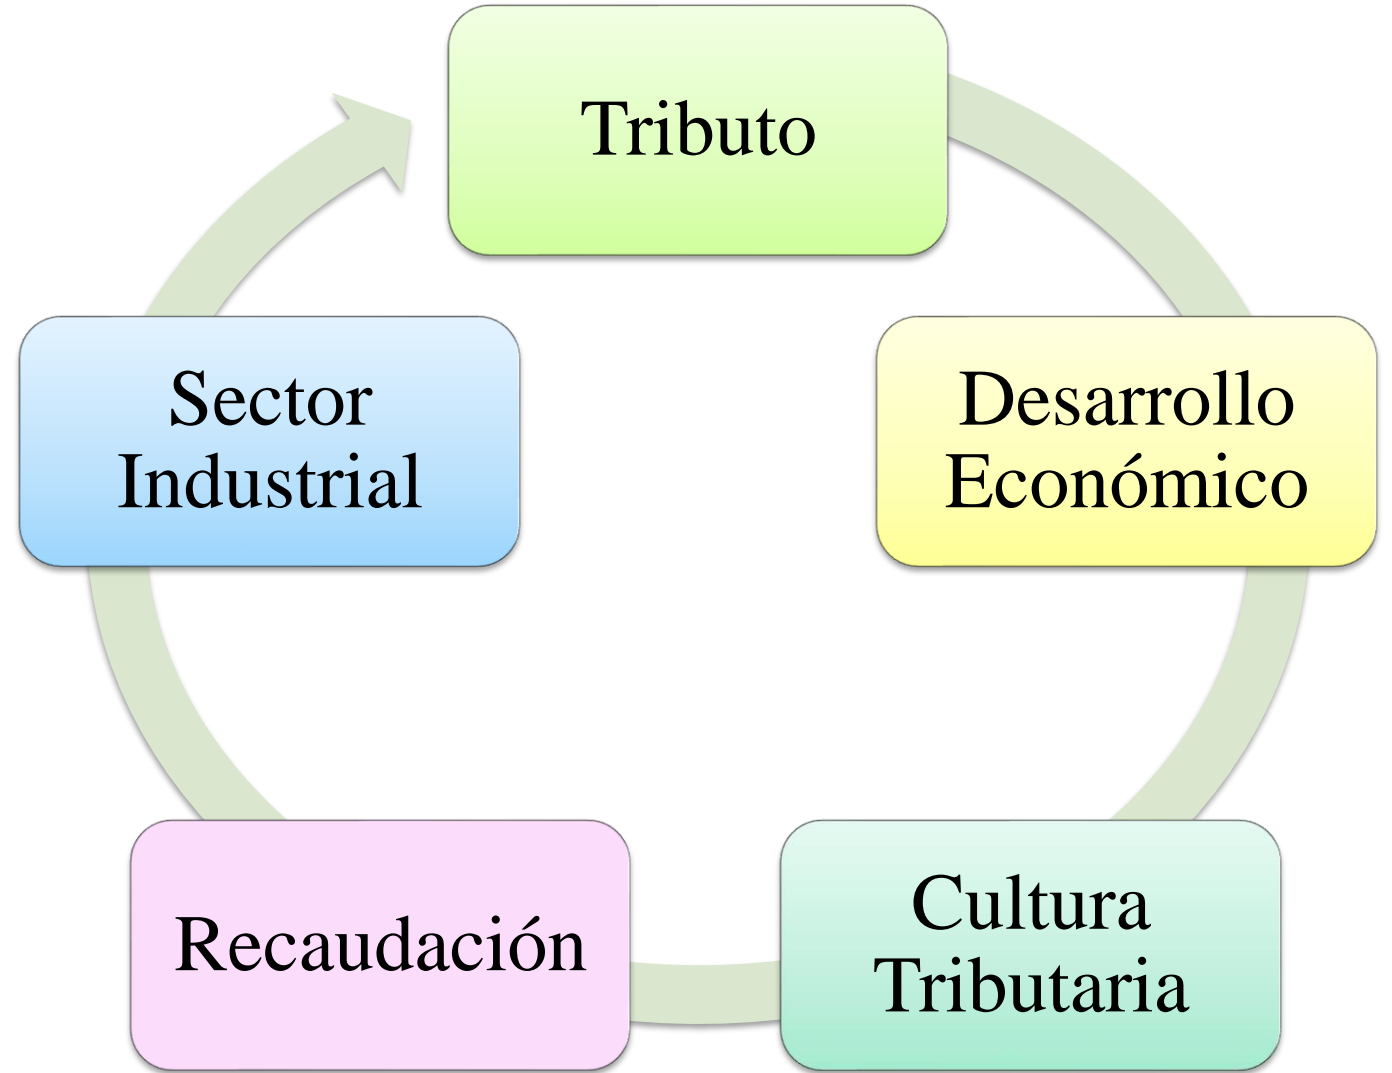 Tributo
Desarrollo
Económico
Cultura
Tributaria
Recaudación
Sector
Industrial